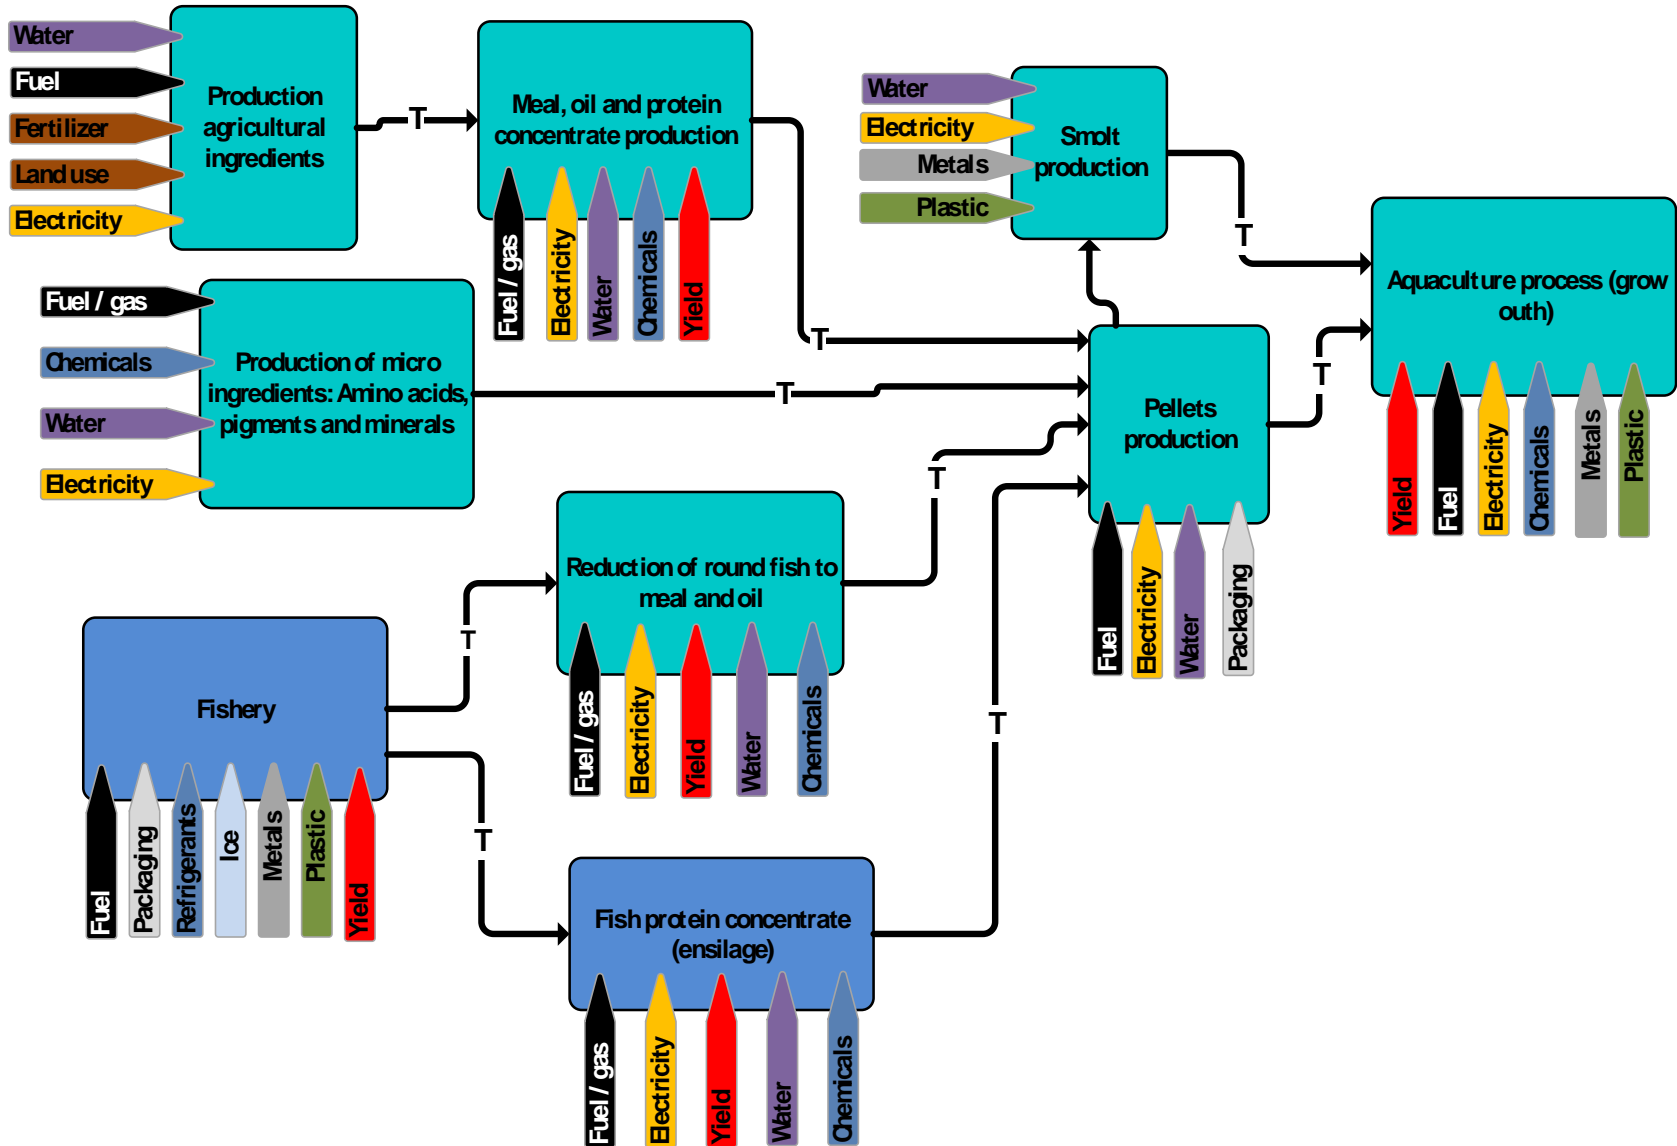 Water
Fuel
Fertilizer
Land use
Electricity
Production
agricultural
ingredients
T
Meal, oil and protein
concentrate production
Fuel / gas
Electricity
Water
Chemicals
Yield
Water
Electricity
Metals
Plastic
Smolt
production
T
Aquaculture process (grow
outh)
Yield
Fuel
Electricity
Chemicals
Metals
Plastic
Fuel / gas
Chemicals
Water
Electricity
Production of micro
ingredients: Amino acids,
pigments and minerals
T
T
T
Pellets
production
Fuel
Electricity
Water
Packaging
T
Reduction of round fish to
meal and oil
Fuel / gas
Electricity
Yield
Water
Chemicals
T
Fishery
Fuel
Packaging
Refrigerants
Ice
Metals
Plastic
Yield
T
T
Fish protein concentrate
(ensilage)
Fuel / gas
Electricity
Yield
Water
Chemicals